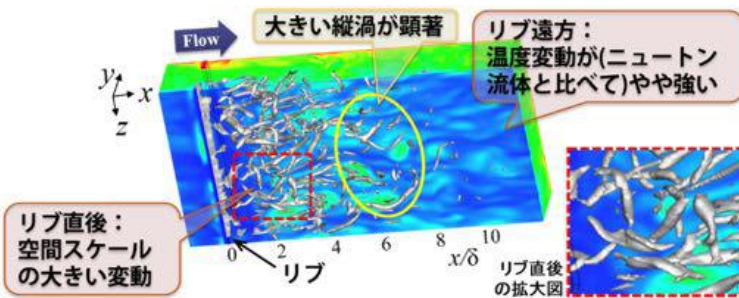 Flow
大きい縦渦が顕著
リブ遠方：
温度変動が(ニュートン
流体と比べて)やや強い
y
x
z
リブ直後：
空間スケール
の大きい変動
0 2 4 6 8 10
x/δ
リブ
リブ直後
の拡大図